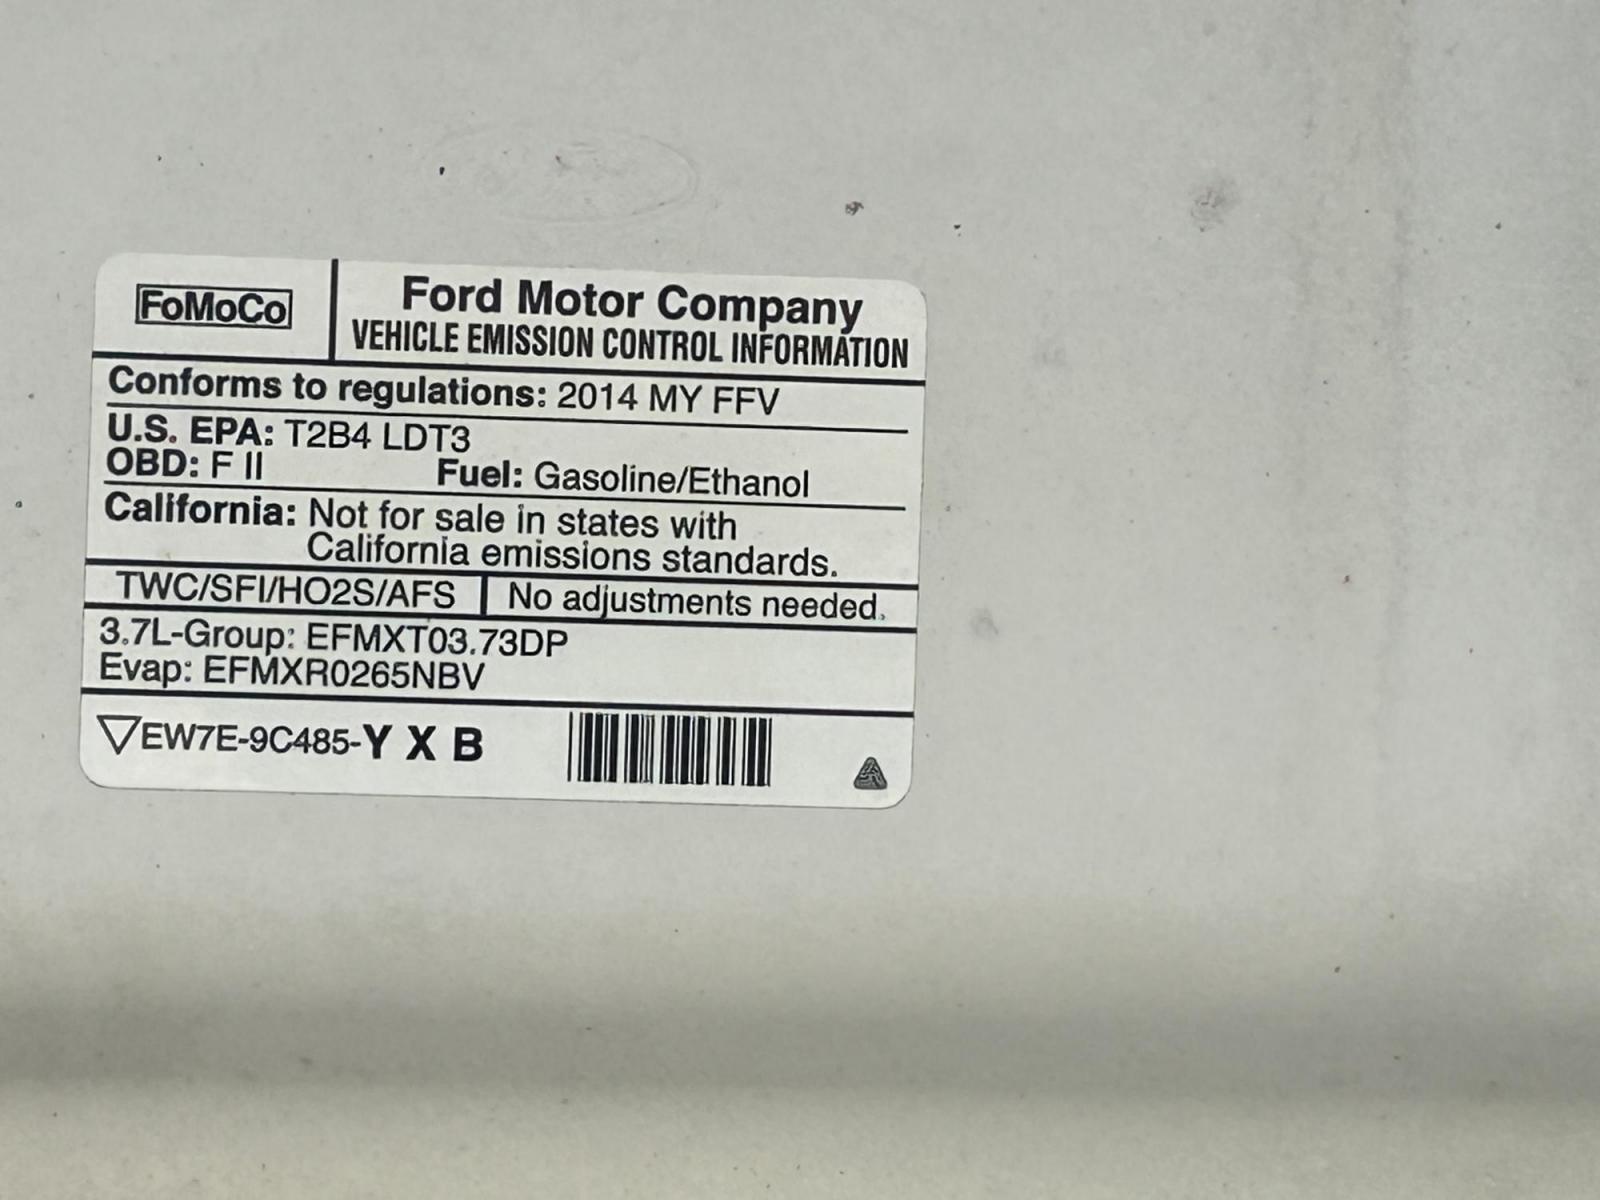 FoMoCo
Ford Motor Company
VEHICLE EMISSION CONTROL INFORMATION
Conforms to regulations: 2014 MY FFV
U.S. EPA: T2B4 LDT3
OBD: F II Fuel: Gasoline/Ethanol
California: Not for sale in states with
California emissions standards.
TWC/SFI/HO2S/AFS No adjustments needed.
3.7L-Group: EFMXT03.73DP
Evap: EFMXR0265NBV
EW7E-9C485-Y X B